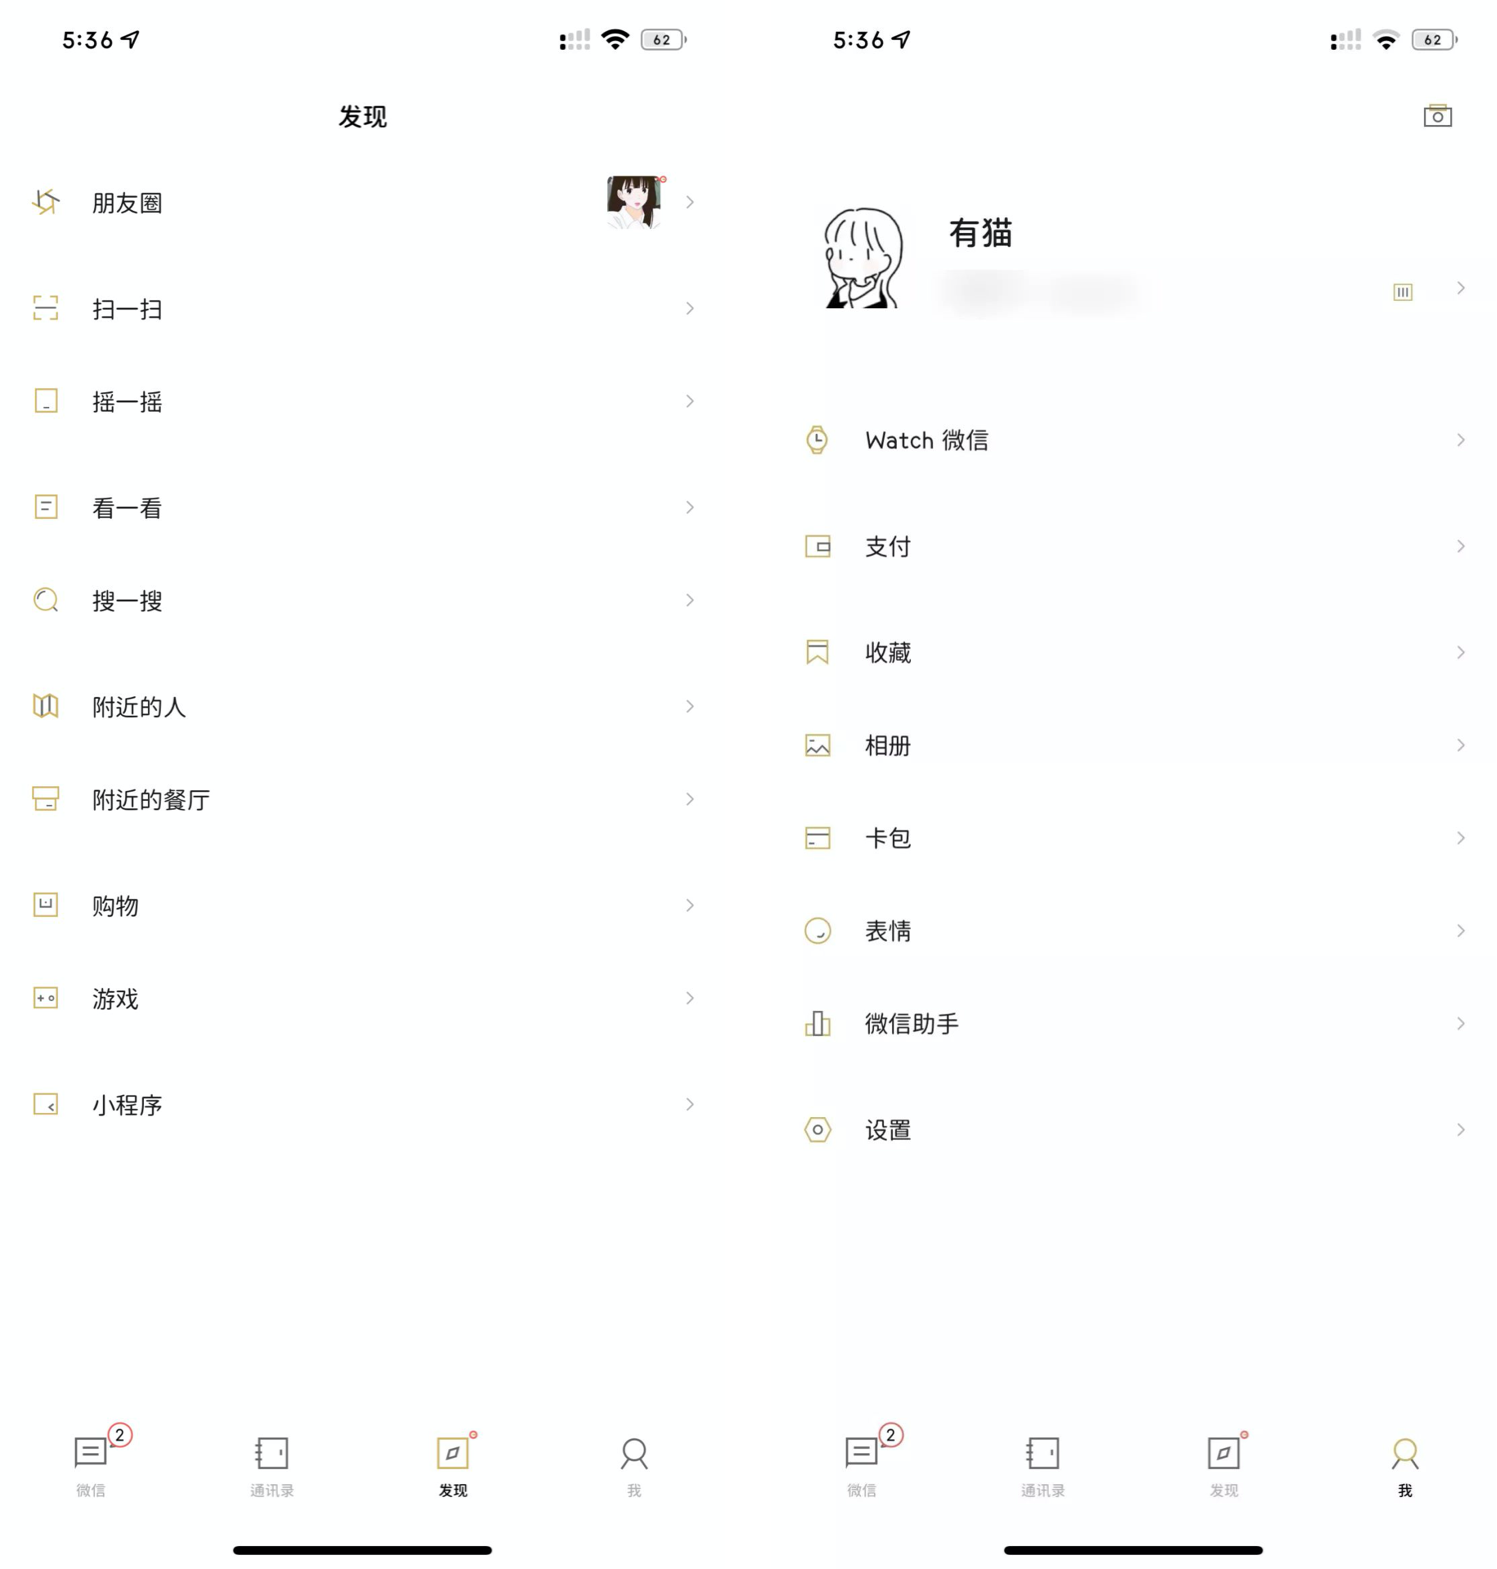 5:36
62
发现
朋友圈
扫一扫
摇一摇
看一看
搜一搜
附近的人
附近的餐厅
购物
游戏
小程序
2
微信
通讯录
发现
我
5:36
62
有猫
Watch 微信
支付
收藏
相册
卡包
表情
微信助手
设置
2
微信
通讯录
发现
我